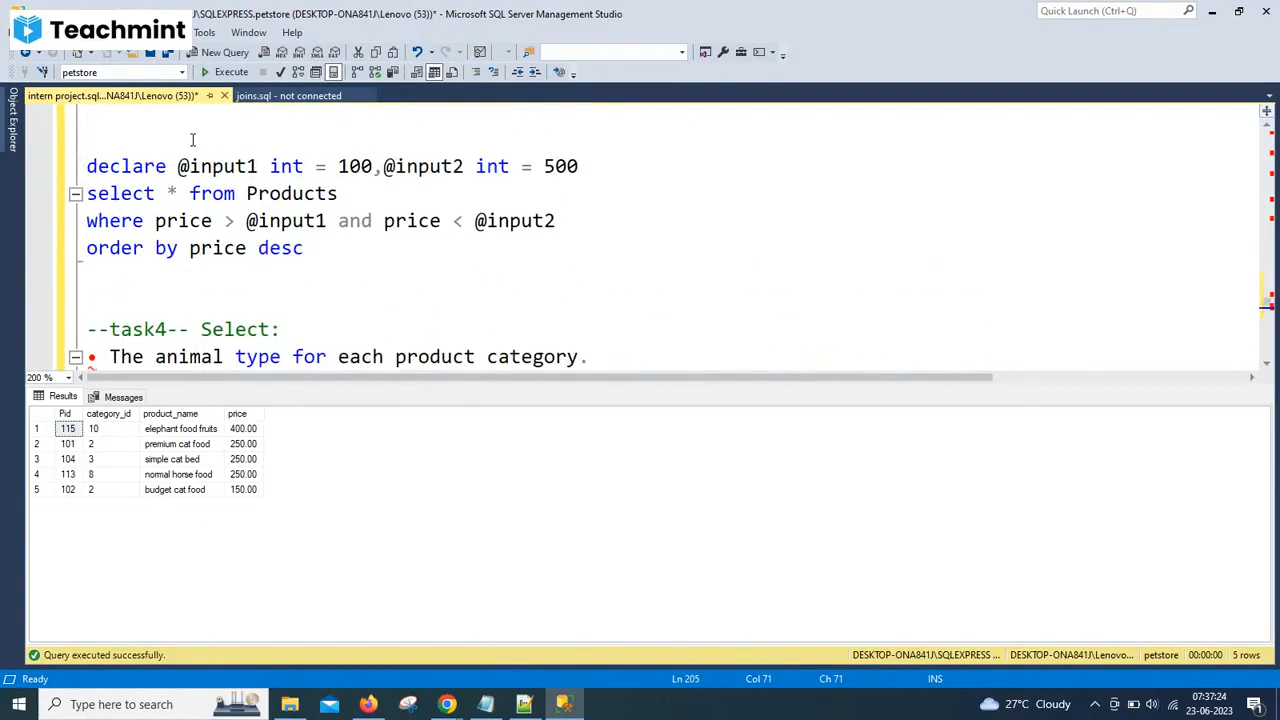 J\SQLEXPRESS.petstore (DESKTOP-ONA841J\Lenovo (53))* - Microsoft SQL Server Management Studio
Quick Launch (Ctrl+Q)
Teachmint
Tools Window Help
New Query
petstore Execute
intern project.sql...NA841J\Lenovo (53))* joins.sql - not connected
Object Explorer
declare @input1 int = 100,@input2 int = 500
select * from Products
where price > @input1 and price < @input2
order by price desc
--task4-- Select:
• The animal type for each product category.
200 %
Results Messages
Pid category_id product_name price
1 115 10 elephant food fruits 400.00
2 101 2 premium cat food 250.00
3 104 3 simple cat bed 250.00
4 113 8 normal horse food 250.00
5 102 2 budget cat food 150.00
Query executed successfully. DESKTOP-ONA841J\SQLEXPRESS ... DESKTOP-ONA841J\Lenovo... petstore 00:00:00 5 rows
Ready Ln 205 Col 71 Ch 71 INS
Type here to search 27°C Cloudy 07:37:24
23-06-2023